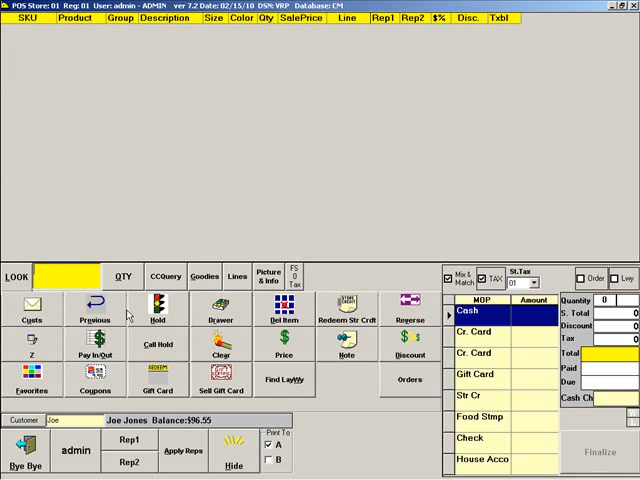 POS Store: 01 Reg: 01 User: admin - ADMIN ver 7.2 Date: 02/15/10 DSN: VRP Database: CM
SKU Product Group Description Size Color Qty SalePrice Line Rep1 Rep2 $% Disc. Txbl
LOOK QTY CCQuery Goodies Lines Picture & Info FS 0 Tax
Mix & Match TAX St.Tax 01 Order Lwy
Custs Previous Hold Drawer Del Item Redeem Str Crdt Reverse
Z Pay In/Out Call Hold Clear Price Note Discount
Favorites Coupons Gift Card Sell Gift Card Find LayWy Orders
REDEEM
STORE CREDIT
MOP Amount
Cash
Cr. Card
Cr. Card
Gift Card
Str Cr
Food Stmp
Check
House Acco
Quantity 0
S. Total 0
Discount 0
Tax 0
Total
Paid
Due
Cash Ch
Finalize
Customer Joe Joe Jones Balance:$96.55
Bye Bye admin Rep1 Rep2 Apply Reps Hide
Print To
A
B